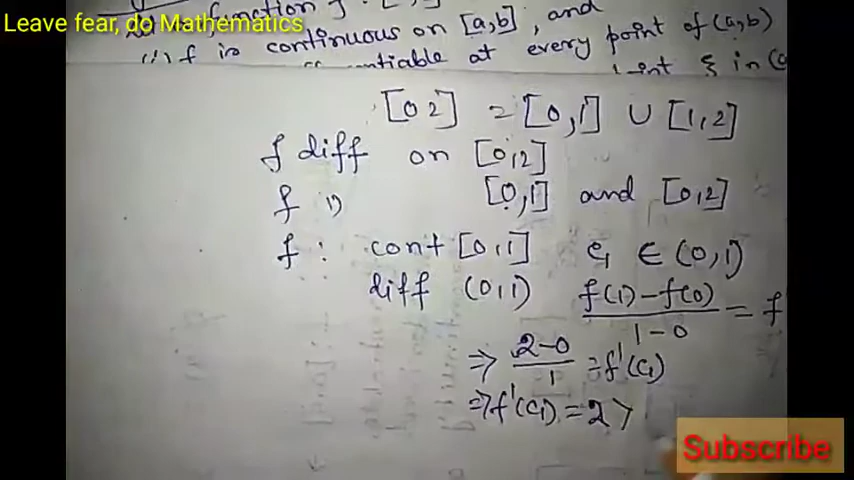 Leave fear, do Mathematics
function f :
f is continuous on [a,b], and
at every point of (a,b)
ξ in
[0 2] = [0,1] ∪ [1,2]
f diff on [0,2]
f ıı [0,1] and [0,2]
f : cont [0,1] c₁ ∈ (0,1)
diff (0,1) f(1)-f(0)/1-0 = f
⇒ 2-0/1 = f'(c₁)
⇒ f'(c₁) = 2 >
Subscribe